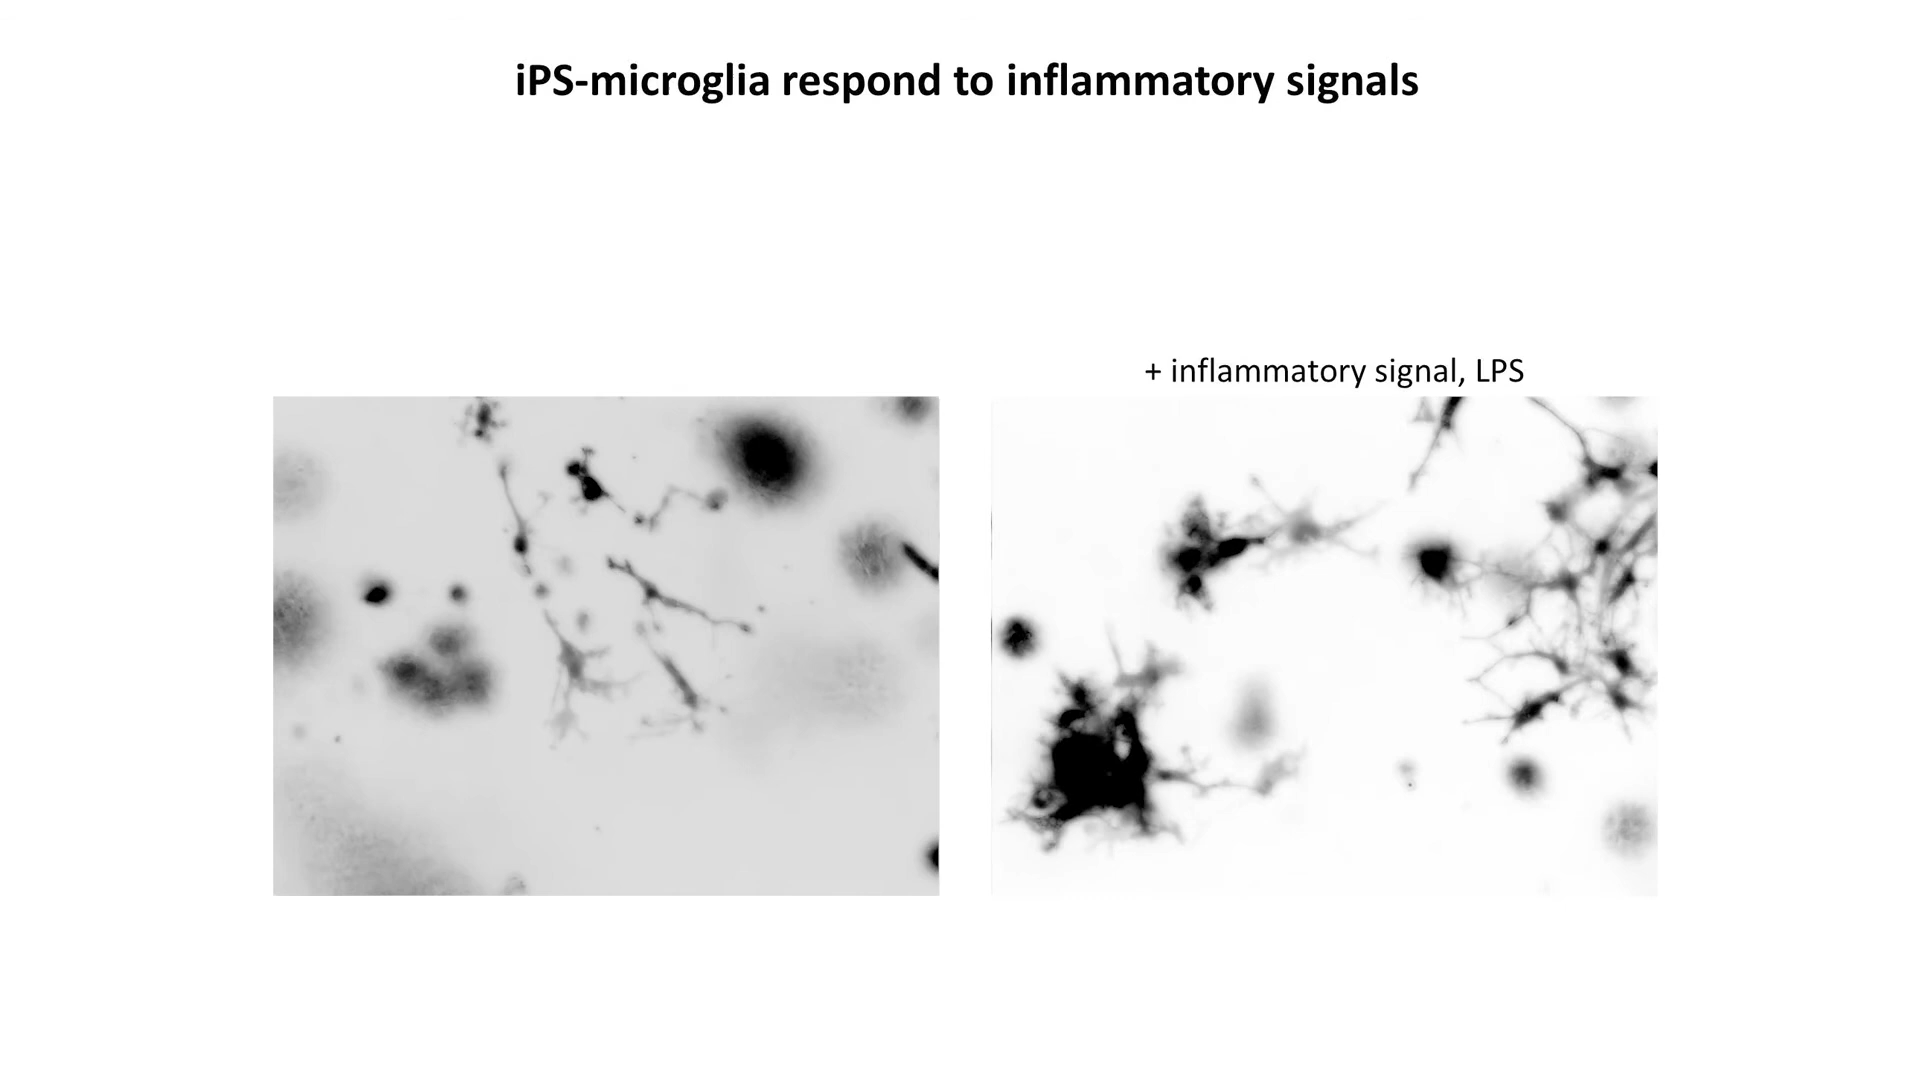 iPS-microglia respond to inflammatory signals
+ inflammatory signal, LPS